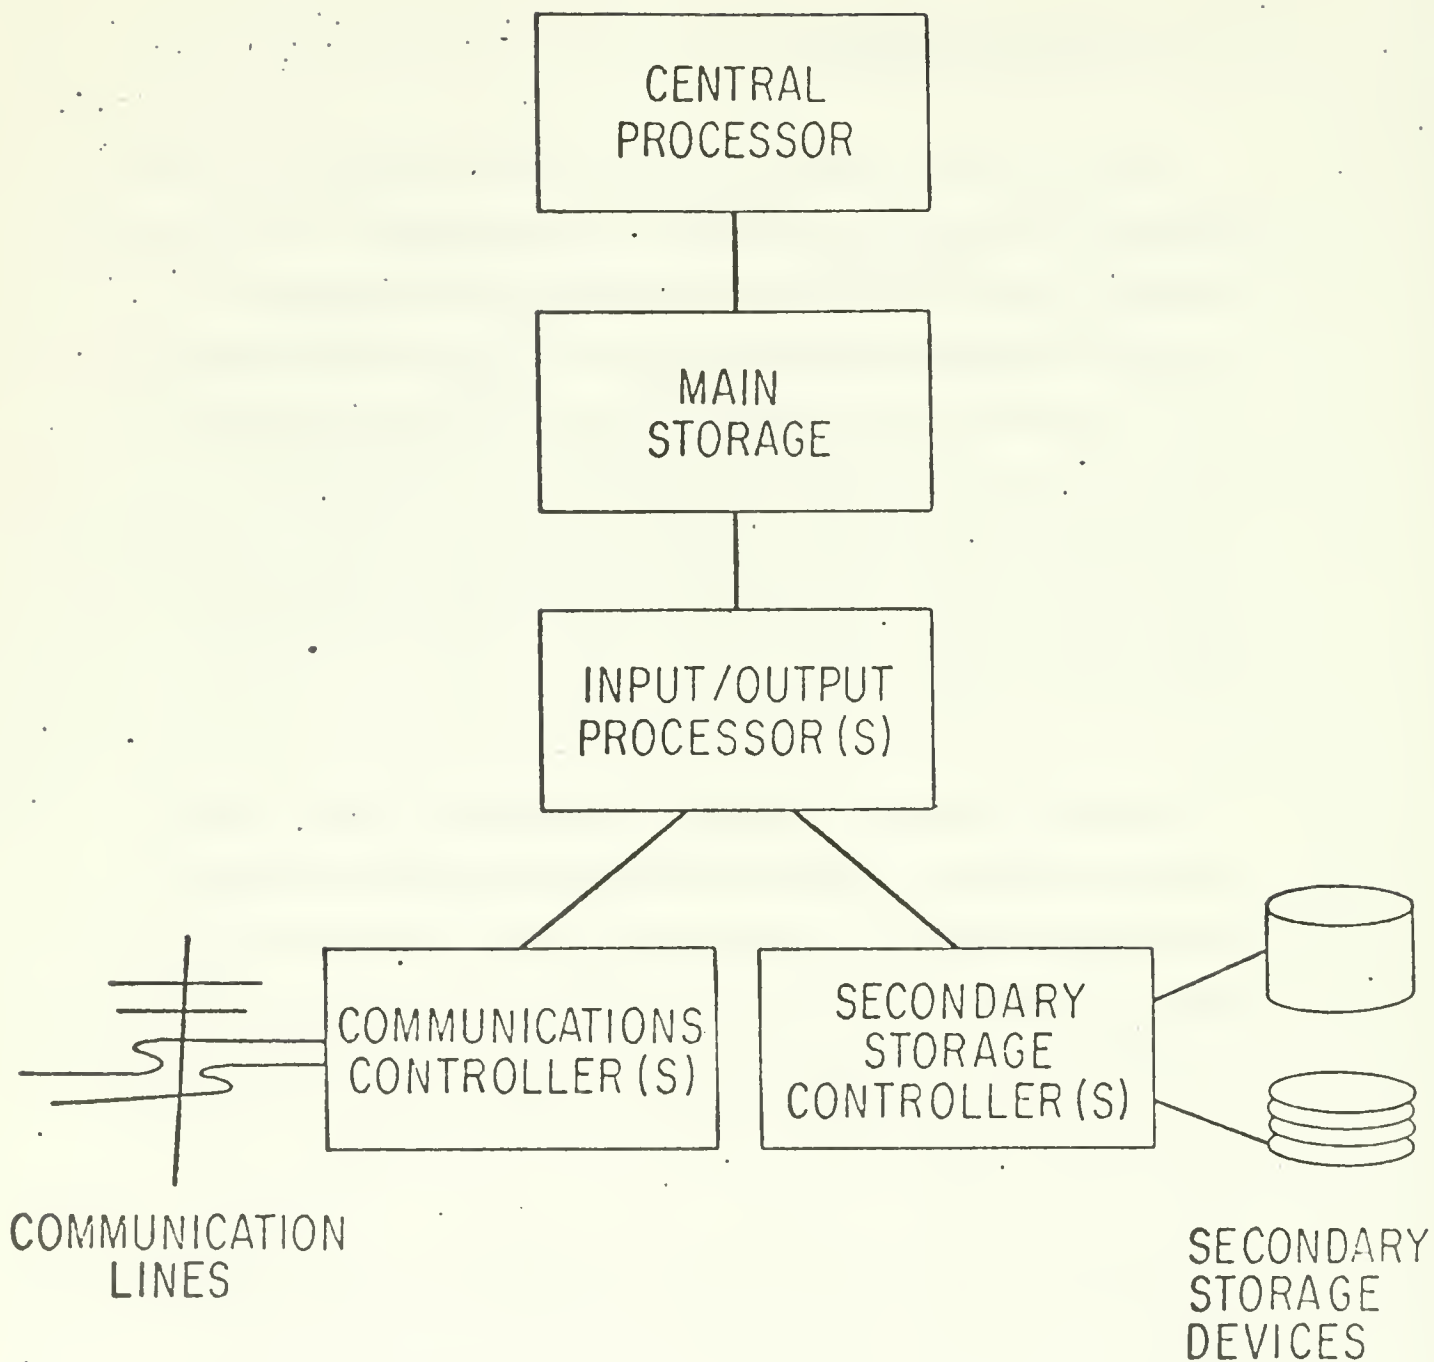 CENTRAL
PROCESSOR
MAIN
STORAGE
INPUT/OUTPUT
PROCESSOR(S)
COMMUNICATIONS
CONTROLLER(S)
SECONDARY
STORAGE
CONTROLLER(S)
COMMUNICATION
LINES
SECONDARY
STORAGE
DEVICES